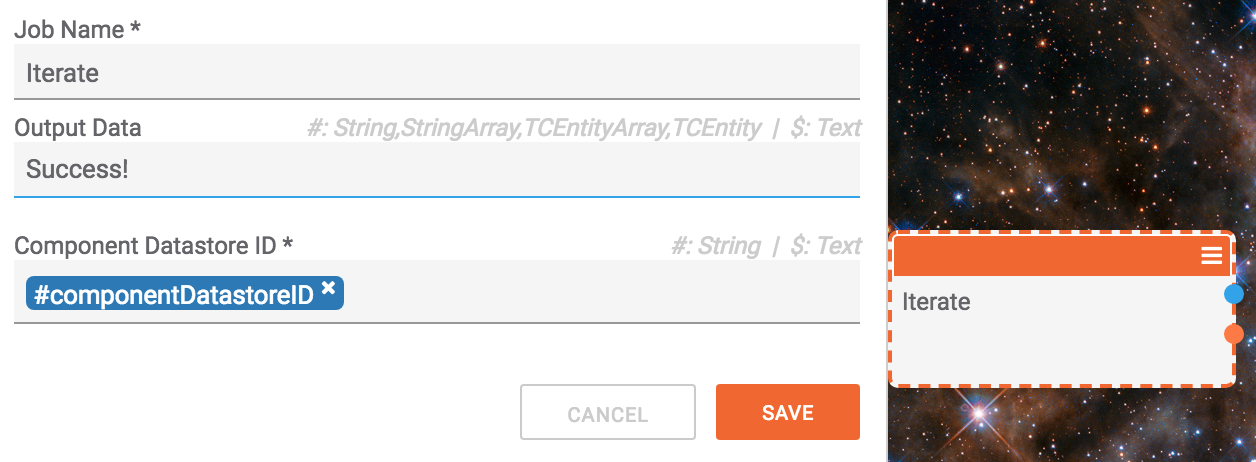 Job Name *
Iterate
Output Data #: String,StringArray,TCEntityArray,TCEntity | $: Text
Success!
Component Datastore ID * #: String | $: Text
#componentDatastoreID ×
CANCEL SAVE
Iterate